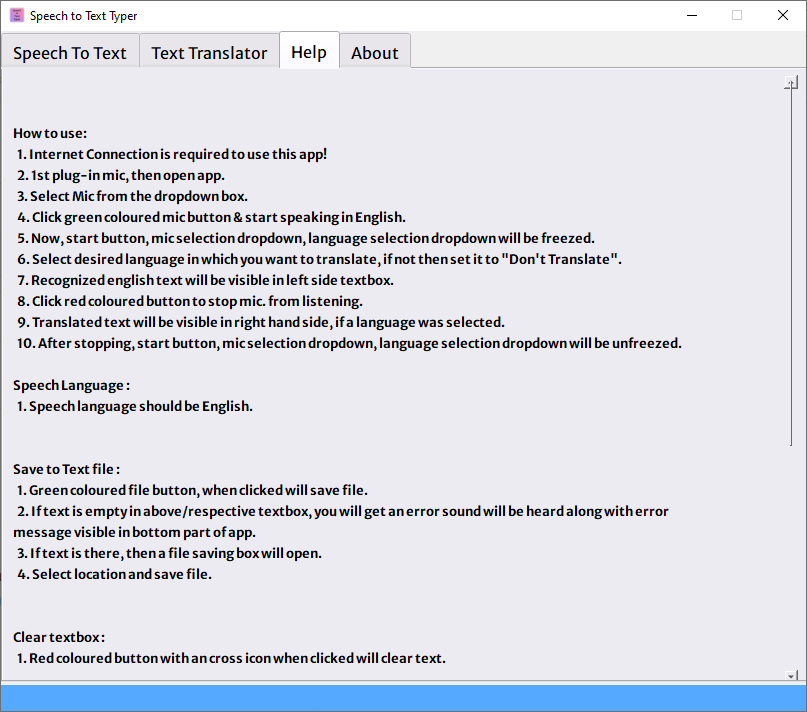 Speech to Text Typer
Speech To Text
Text Translator
Help
About
How to use:
1. Internet Connection is required to use this app!
2. 1st plug-in mic, then open app.
3. Select Mic from the dropdown box.
4. Click green coloured mic button & start speaking in English.
5. Now, start button, mic selection dropdown, language selection dropdown will be freezed.
6. Select desired language in which you want to translate, if not then set it to "Don't Translate".
7. Recognized english text will be visible in left side textbox.
8. Click red coloured button to stop mic. from listening.
9. Translated text will be visible in right hand side, if a language was selected.
10. After stopping, start button, mic selection dropdown, language selection dropdown will be unfreezed.
Speech Language :
1. Speech language should be English.
Save to Text file :
1. Green coloured file button, when clicked will save file.
2. If text is empty in above/respective textbox, you will get an error sound will be heard along with error
message visible in bottom part of app.
3. If text is there, then a file saving box will open.
4. Select location and save file.
Clear textbox :
1. Red coloured button with an cross icon when clicked will clear text.